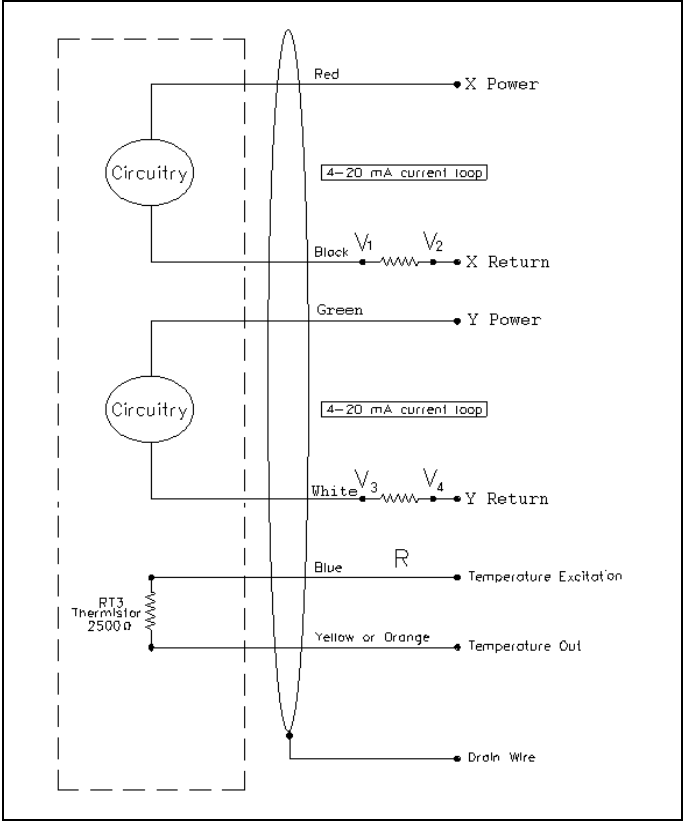 Red
X Power
Circuitry
4-20 mA current loop
Black
V1
V2
X Return
Green
Y Power
Circuitry
4-20 mA current loop
White
V3
V4
Y Return
Blue
R
Temperature Excitation
RT3
Thermistor
2500Ω
Yellow or Orange
Temperature Out
Drain Wire